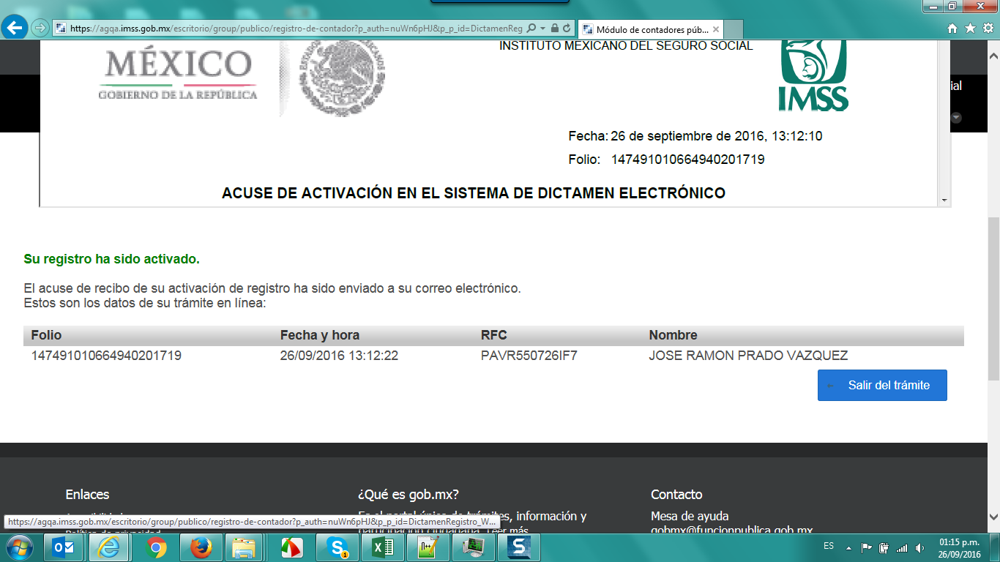 https://agqa.imss.gob.mx/escritorio/group/publico/registro-de-contador?p_auth=nuWn6pHJ&p_p_id=DictamenReg
Módulo de contadores púb...
MÉXICO
GOBIERNO DE LA REPÚBLICA
INSTITUTO MEXICANO DEL SEGURO SOCIAL
IMSS
ial
Fecha: 26 de septiembre de 2016, 13:12:10
Folio: 147491010664940201719
ACUSE DE ACTIVACIÓN EN EL SISTEMA DE DICTAMEN ELECTRÓNICO
Su registro ha sido activado.
El acuse de recibo de su activación de registro ha sido enviado a su correo electrónico.
Estos son los datos de su trámite en línea:
Folio Fecha y hora RFC Nombre
147491010664940201719 26/09/2016 13:12:22 PAVR550726IF7 JOSE RAMON PRADO VAZQUEZ
Salir del trámite
Enlaces ¿Qué es gob.mx? Contacto
Es el portal único de trámites, información y Mesa de ayuda
participación ciudadana. Leer más gobmx@funcionpublica.gob.mx
https://agqa.imss.gob.mx/escritorio/group/publico/registro-de-contador?p_auth=nuWn6pHJ&p_p_id=DictamenRegistro_W...
Política de privacidad
ES
01:15 p.m.
26/09/2016